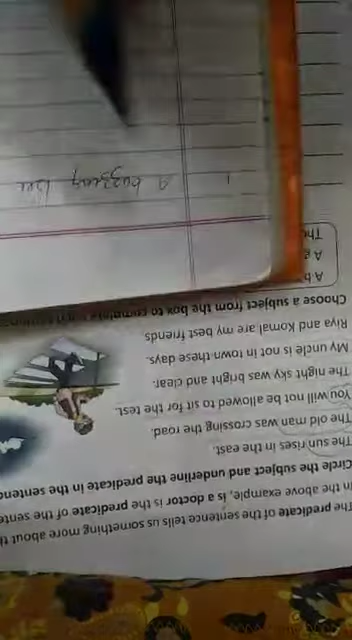 The predicate of the sentence tells us something more about
In the above example, is a doctor is the predicate of the
Circle the subject and underline the predicate in the
The sun rises in the east.
The old man was crossing the road.
You will not be allowed to sit for the test.
The night sky was bright and clear.
My uncle is not in town these days.
Riya and Komal are my best friends
Choose a subject from the box to complete
A b
A g
Th
1 A buzzing bee